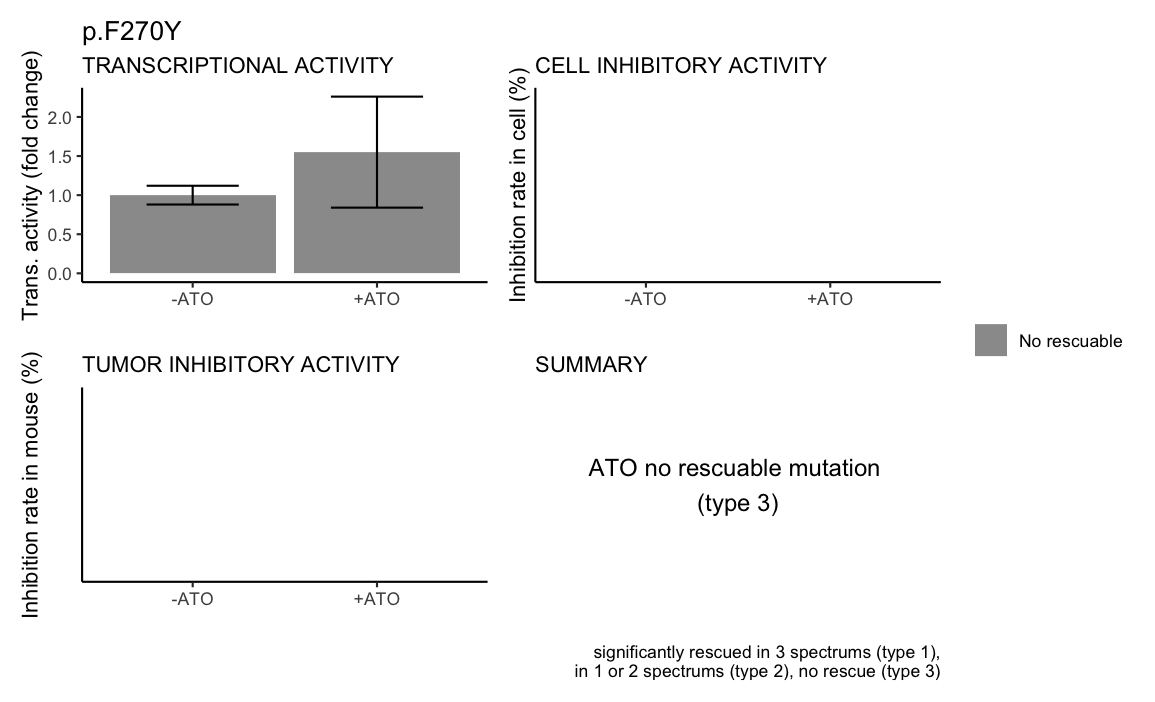 p.F270Y
TRANSCRIPTIONAL ACTIVITY
Trans. activity (fold change)
2.0
1.5
1.0
0.5
0.0
-ATO
+ATO
CELL INHIBITORY ACTIVITY
Inhibition rate in cell (%)
-ATO
+ATO
No rescuable
TUMOR INHIBITORY ACTIVITY
Inhibition rate in mouse (%)
-ATO
+ATO
SUMMARY
ATO no rescuable mutation
(type 3)
significantly rescued in 3 spectrums (type 1),
in 1 or 2 spectrums (type 2), no rescue (type 3)